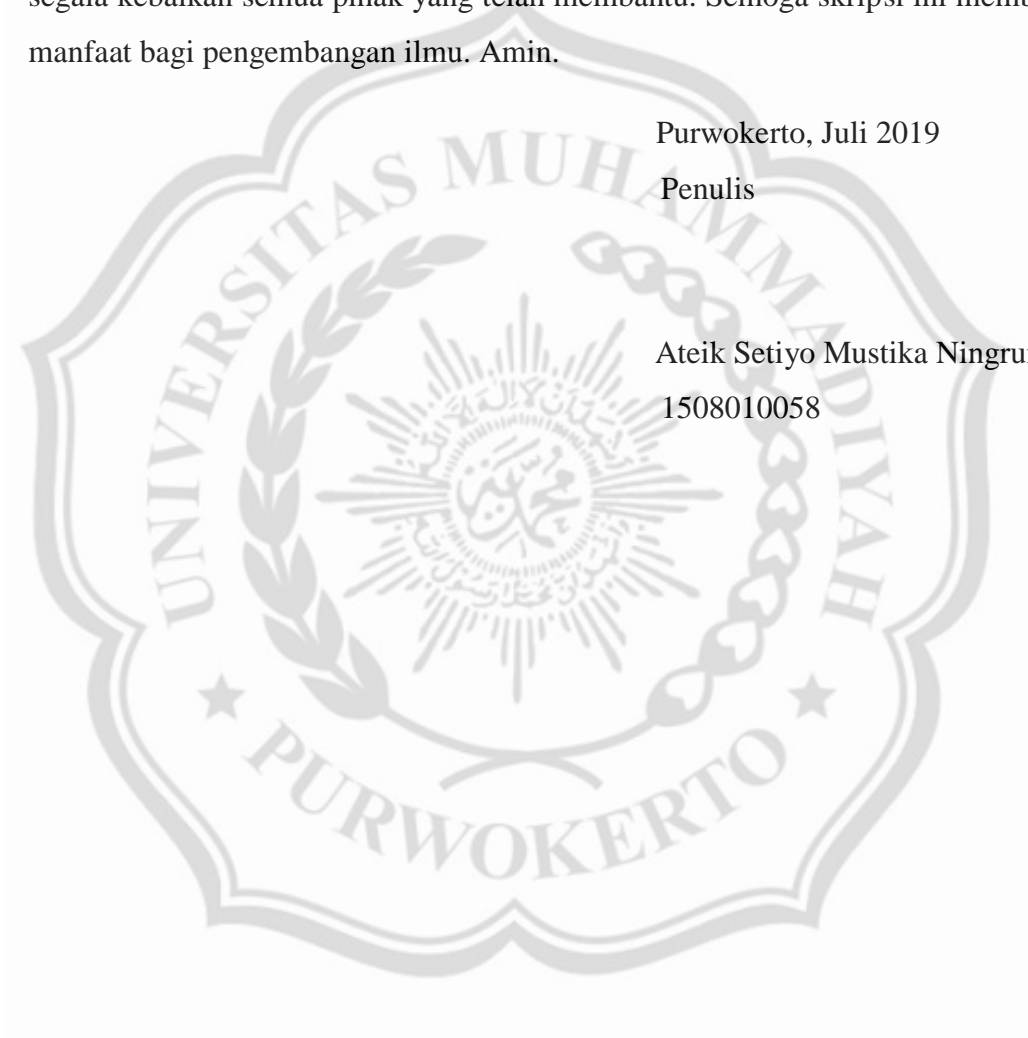 segala kebaikan semua pihak yang telah membantu. Semoga skripsi ini
manfaat bagi pengembangan ilmu. Amin.
Purwokerto, Juli 2019
Penulis
Ateik Setiyo Mustika
1508010058
UNIVERSITAS MUHAMMADIYAH
PURWOKERTO